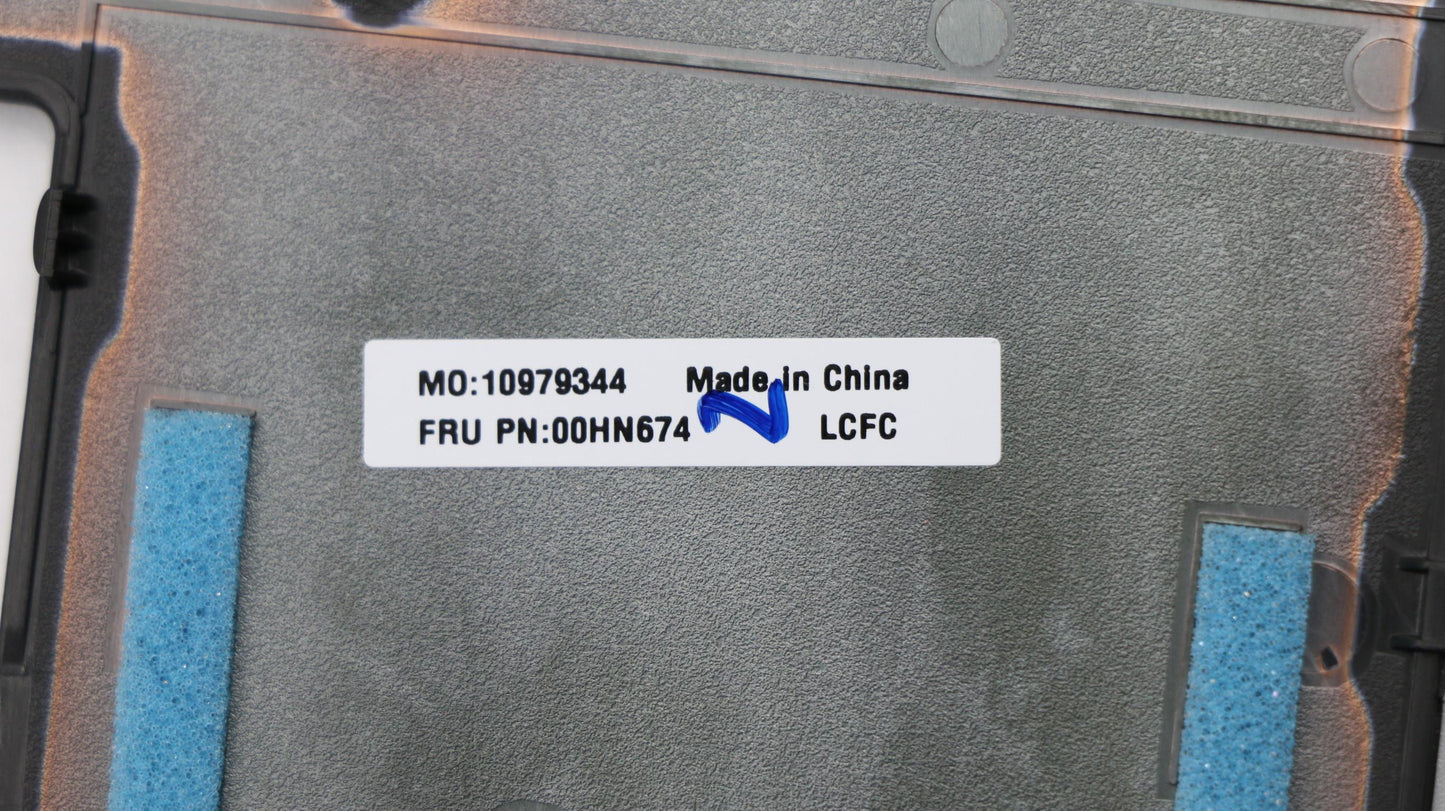 MO:10979344 Made in China
FRU PN:00HN674 LCFC